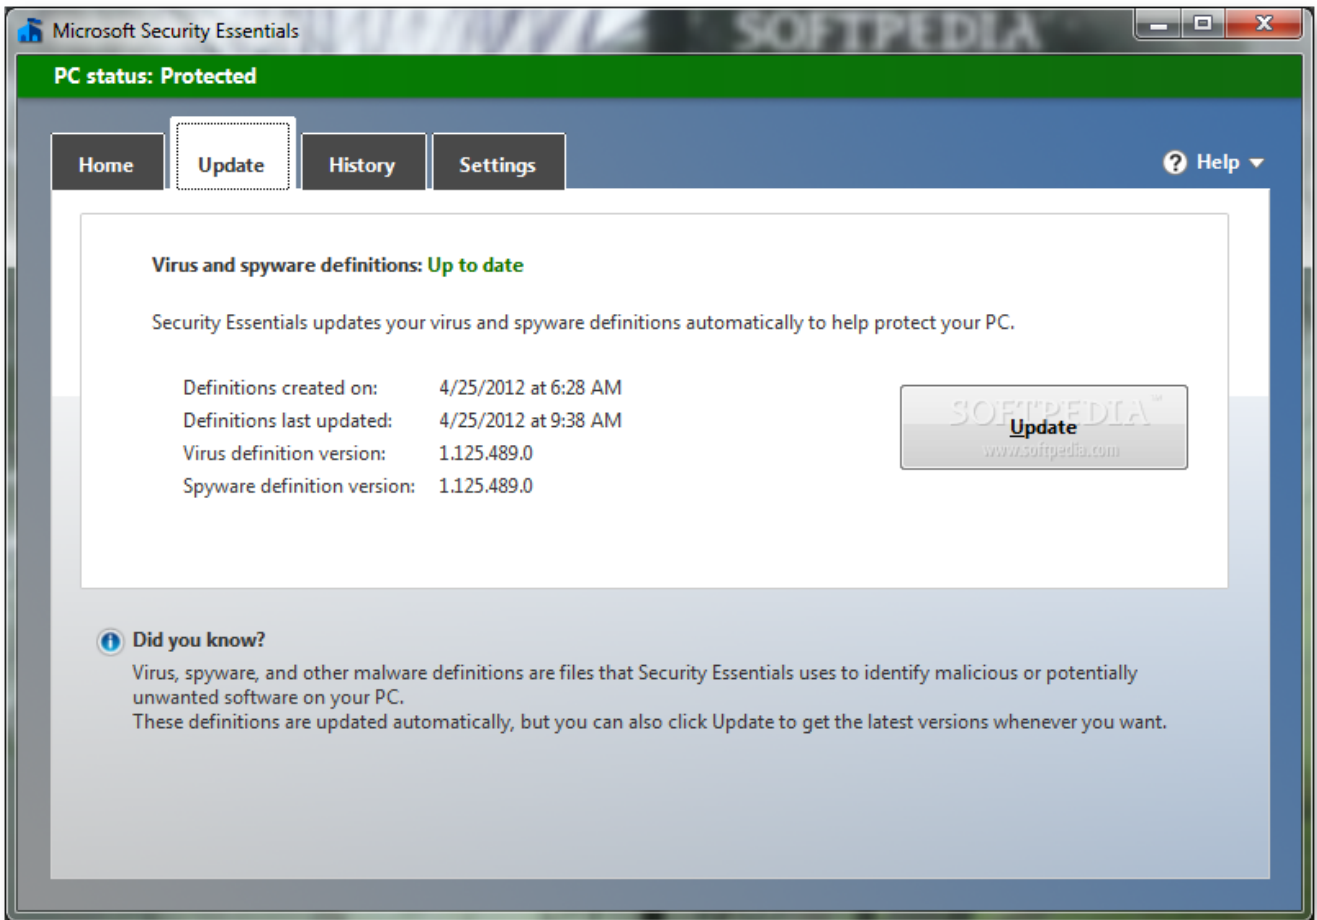 Microsoft Security Essentials
SOFTPEDIA
PC status: Protected
Home
Update
History
Settings
? Help
Virus and spyware definitions: Up to date
Security Essentials updates your virus and spyware definitions automatically to help protect your PC.
Definitions created on: 4/25/2012 at 6:28 AM
Definitions last updated: 4/25/2012 at 9:38 AM
Virus definition version: 1.125.489.0
Spyware definition version: 1.125.489.0
SOFTPEDIA™
Update
www.softpedia.com
Did you know?
Virus, spyware, and other malware definitions are files that Security Essentials uses to identify malicious or potentially
unwanted software on your PC.
These definitions are updated automatically, but you can also click Update to get the latest versions whenever you want.